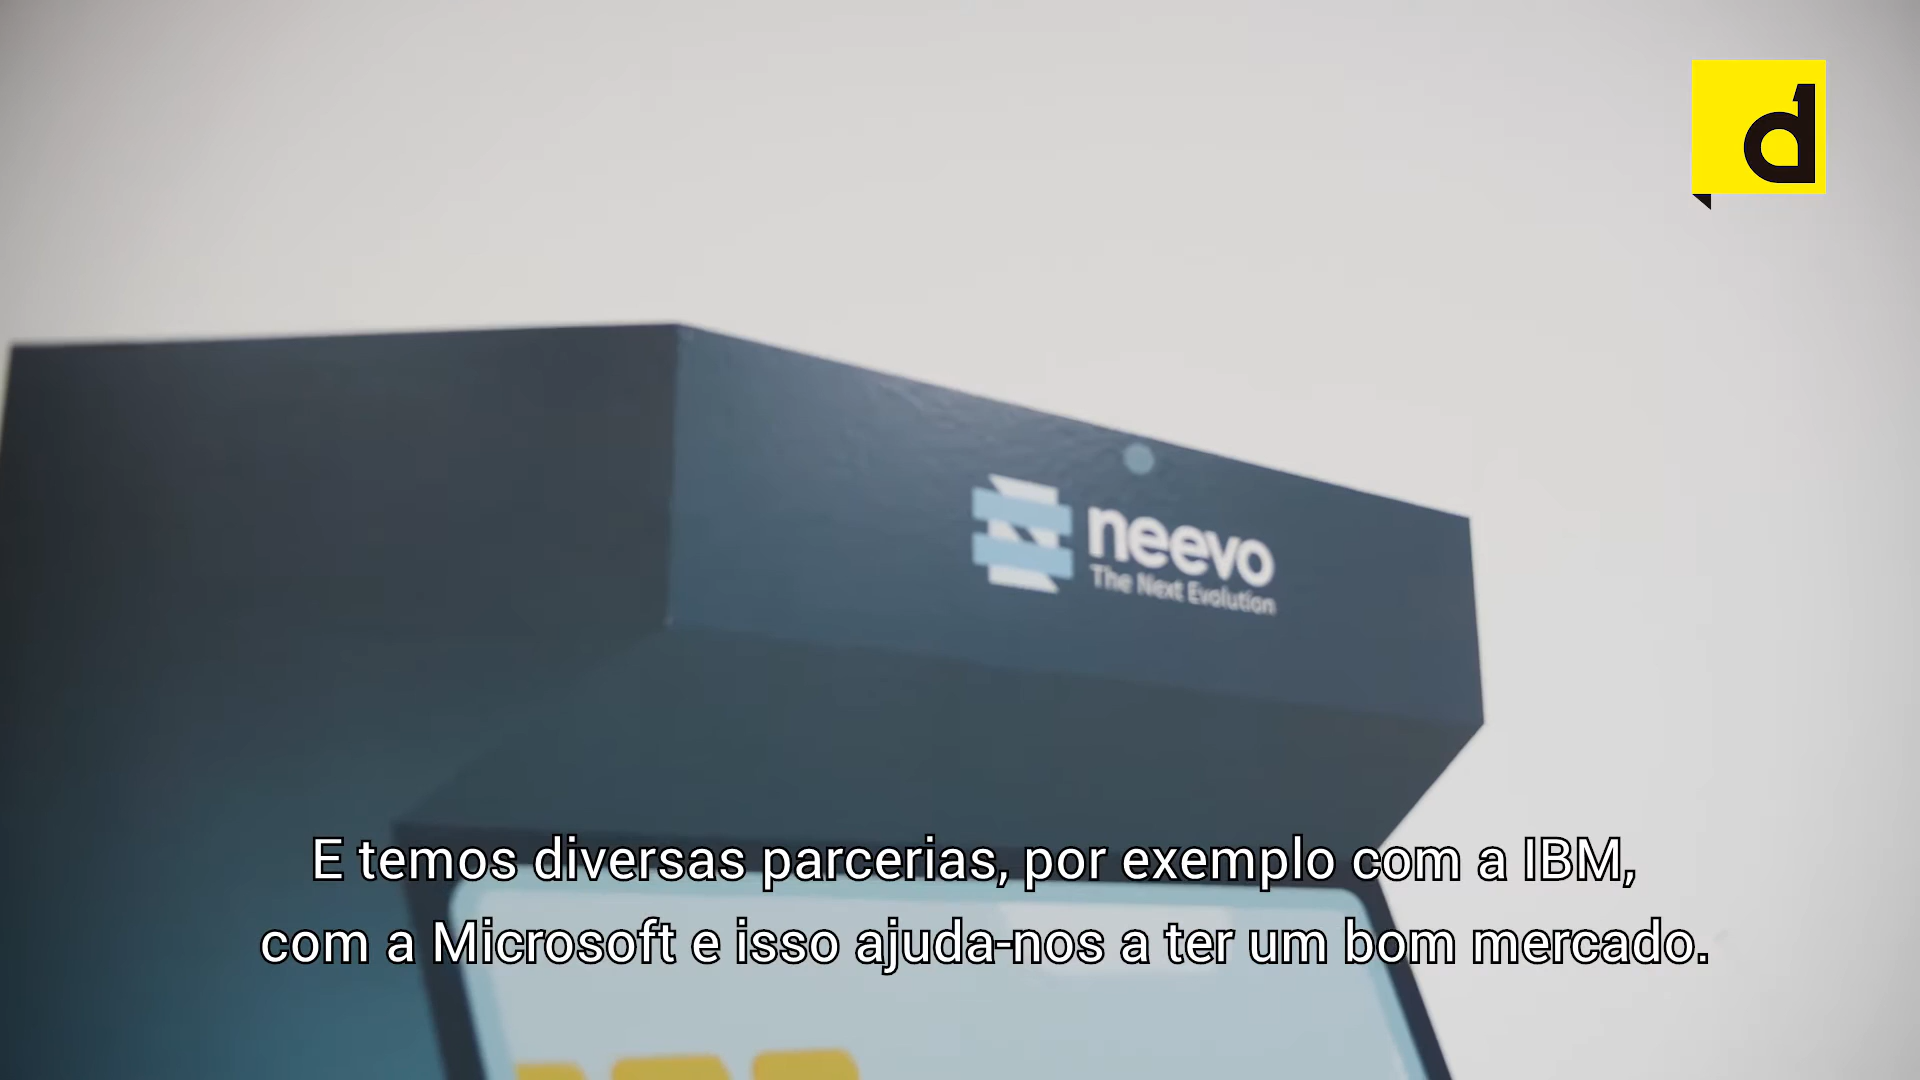 d
neevo
The Next Evolution
E temos diversas parcerias, por exemplo com a IBM,
com a Microsoft e isso ajuda-nos a ter um bom mercado.